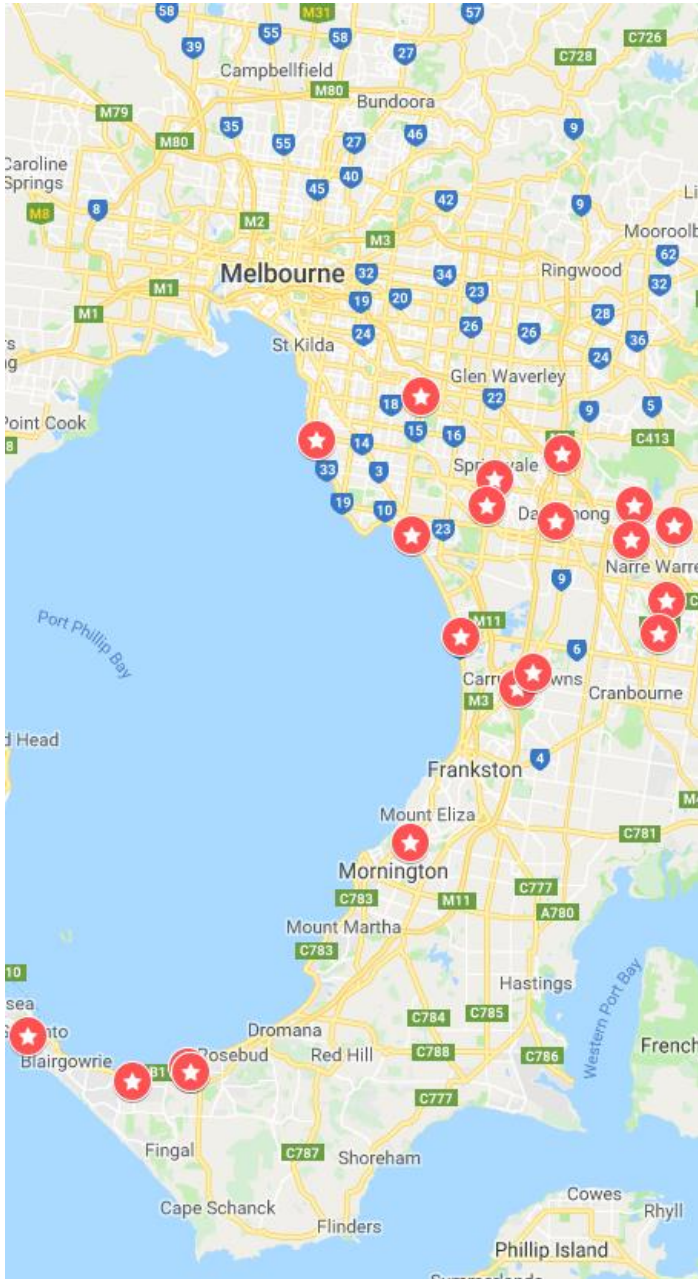 58
M31
57
55
58
C726
39
27
C728
Campbellfield
M80
Bundoora
M79
35
46
9
M80
55
27
Caroline
Springs
40
45
42
M8
8
9
M2
M3
Mooroolb
62
Melbourne
32
34
Ringwood
32
M1
19
20
23
M1
28
26
26
St Kilda
24
36
24
Glen Waverley
18
22
5
Point Cook
9
15
16
C413
14
33
3
19
10
23
Narre Warre
9
M11
Port Phillip Bay
6
Cranbourne
M3
d Head
4
Frankston
Mount Eliza
C781
Mornington
C777
C783
M11
A780
Mount Martha
C783
10
Hastings
Western Port Bay
sea
C784
C785
Dromana
French
Blairgowrie
Rosebud
Red Hill
C788
C786
C777
Fingal
C787
Shoreham
Cape Schanck
Cowes
Rhyll
Flinders
Phillip Island